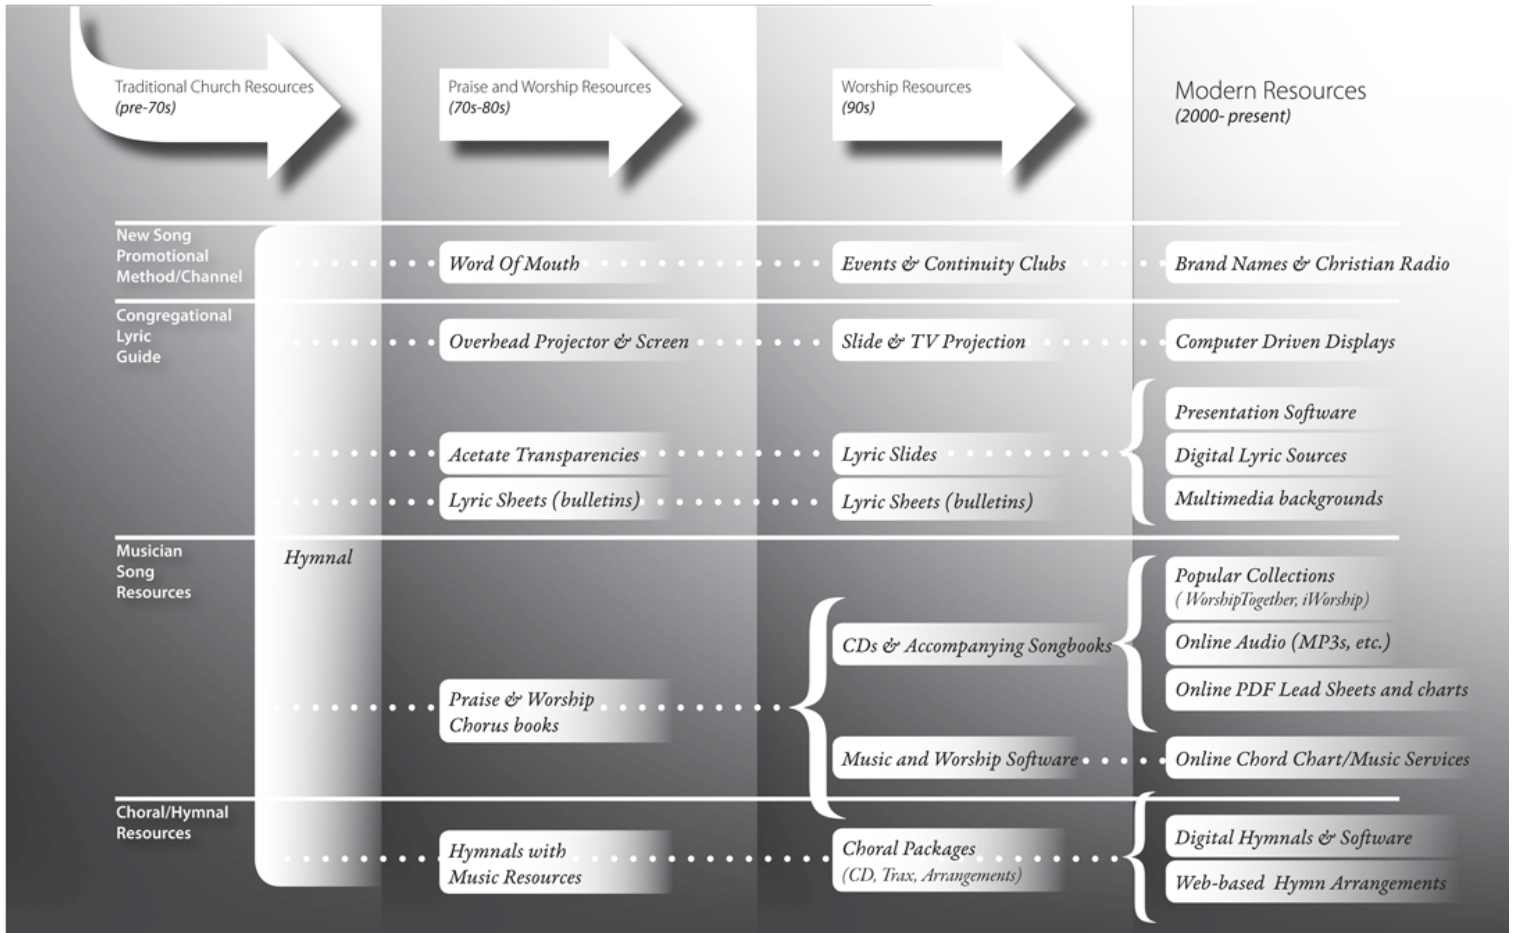 Traditional Church Resources
(pre-70s)
Praise and Worship Resources
(70s-80s)
Worship Resources
(90s)
Modern Resources
(2000- present)
New Song
Promotional
Method/Channel
Word Of Mouth
Events & Continuity Clubs
Brand Names & Christian Radio
Congregational
Lyric
Guide
Overhead Projector & Screen
Slide & TV Projection
Computer Driven Displays
Presentation Software
Acetate Transparencies
Lyric Slides
Digital Lyric Sources
Lyric Sheets (bulletins)
Lyric Sheets (bulletins)
Multimedia backgrounds
Musician
Song
Resources
Hymnal
Popular Collections
( WorshipTogether, iWorship)
CDs & Accompanying Songbooks
Online Audio (MP3s, etc.)
Online PDF Lead Sheets and charts
Praise & Worship
Chorus books
Music and Worship Software
Online Chord Chart/Music Services
Choral/Hymnal
Resources
Hymnals with
Music Resources
Choral Packages
(CD, Trax, Arrangements)
Digital Hymnals & Software
Web-based Hymn Arrangements